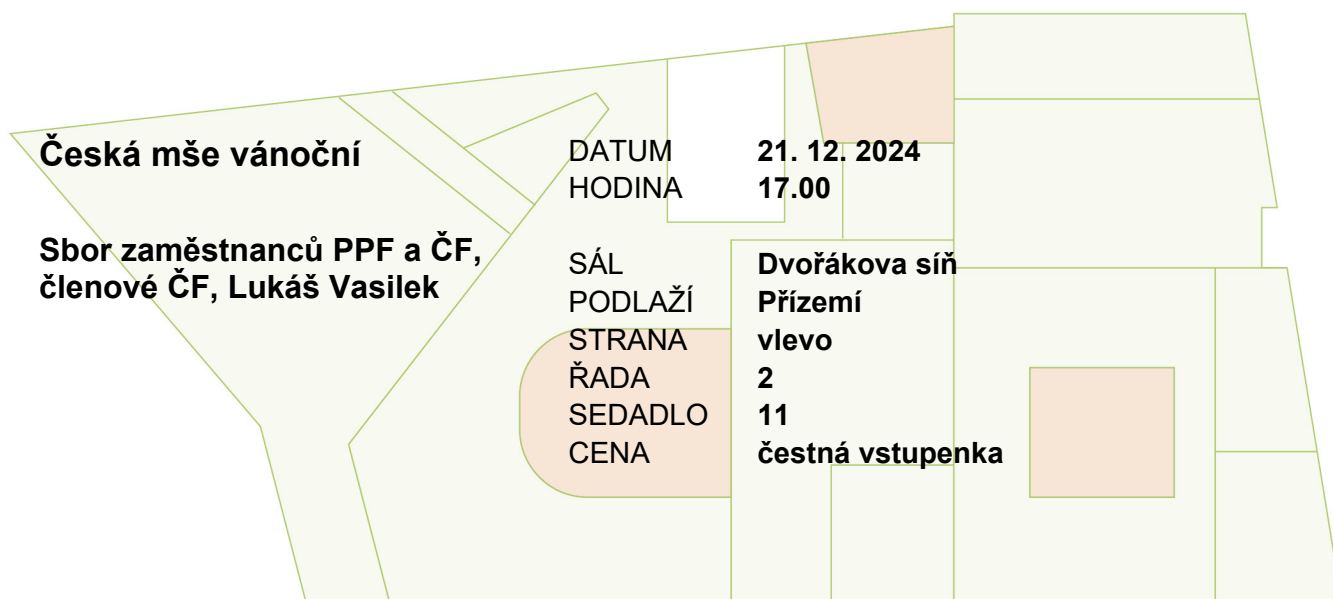 Česká mše vánoční
Sbor zaměstnanců PPF a ČF,
členové ČF, Lukáš Vasilek
DATUM 21. 12. 2024
HODINA 17.00
SÁL Dvořákova síň
PODLAŽÍ Přízemí
STRANA vlevo
ŘADA 2
SEDADLO 11
CENA čestná vstupenka